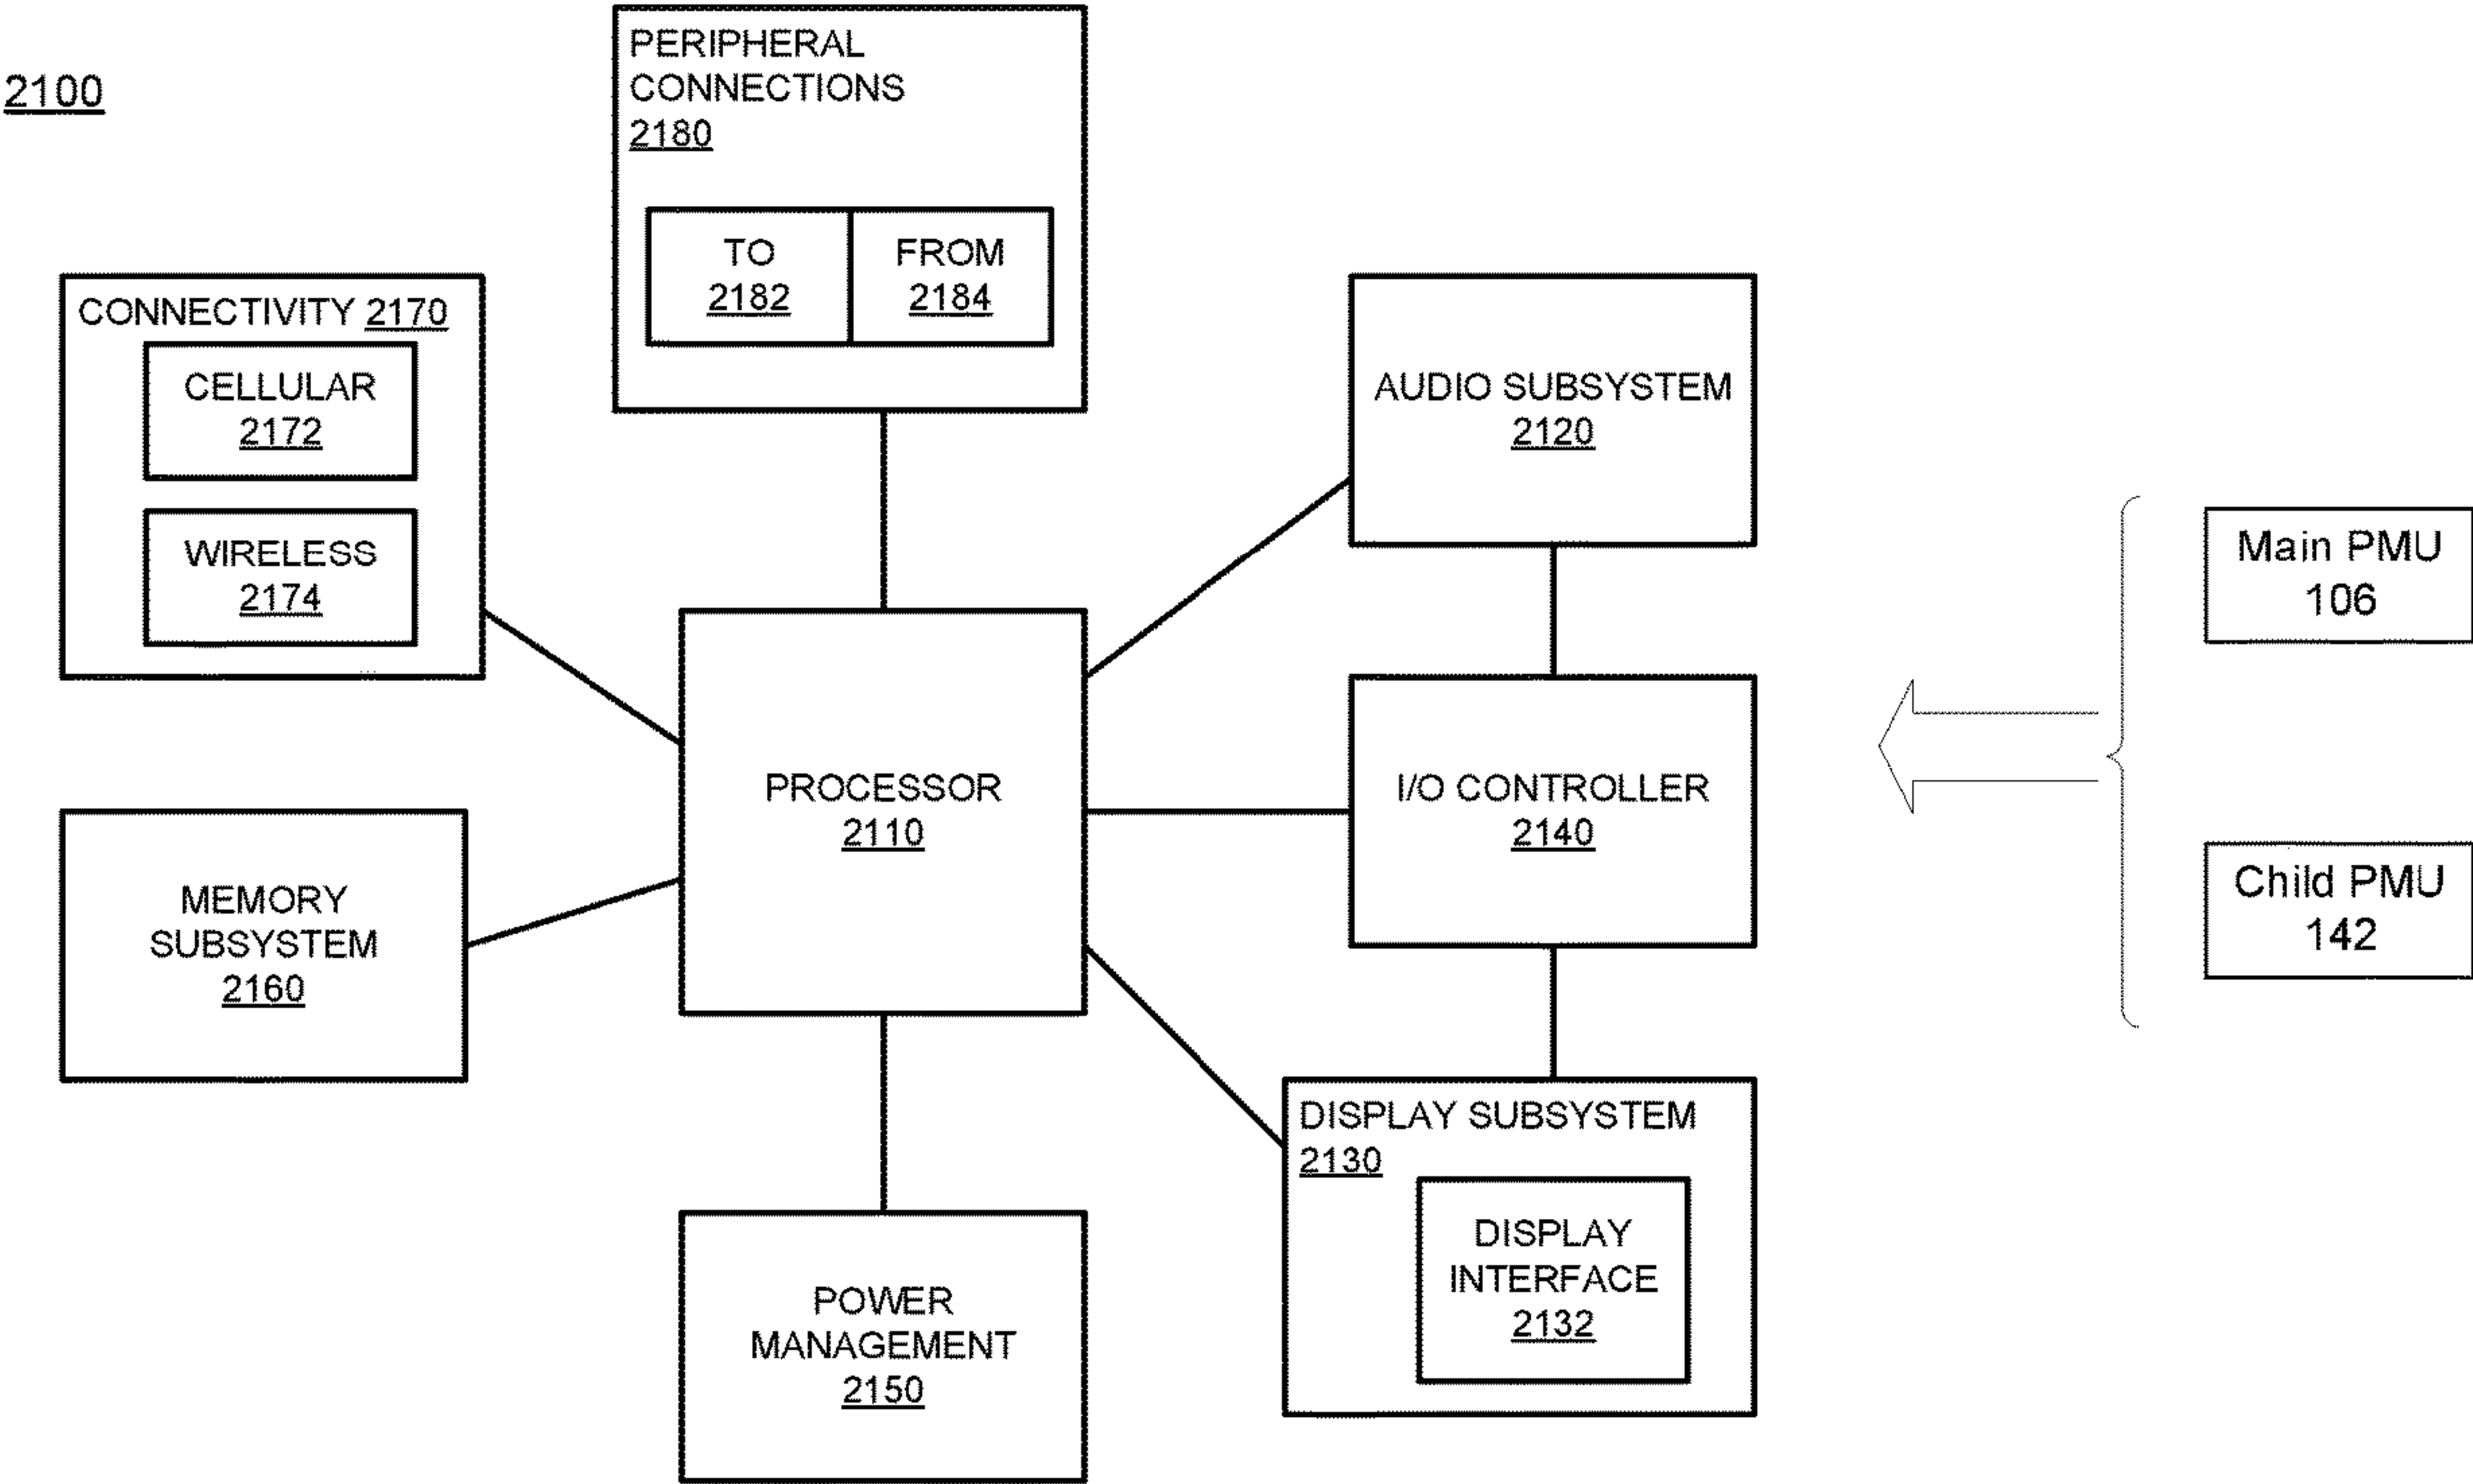 2100
PERIPHERAL
CONNECTIONS
2180
TO
2182
FROM
2184
CONNECTIVITY 2170
CELLULAR
2172
WIRELESS
2174
AUDIO SUBSYSTEM
2120
Main PMU
106
PROCESSOR
2110
I/O CONTROLLER
2140
MEMORY
SUBSYSTEM
2160
Child PMU
142
DISPLAY SUBSYSTEM
2130
DISPLAY
INTERFACE
2132
POWER
MANAGEMENT
2150